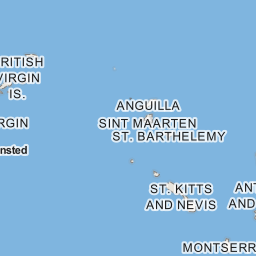 RITISH
VIRGIN
IS.
ANGUILLA
SINT MAARTEN
ST. BARTHELEMY
RGIN
nsted
ST. KITTS
AND NEVIS
ANT
AND
MONTSERR